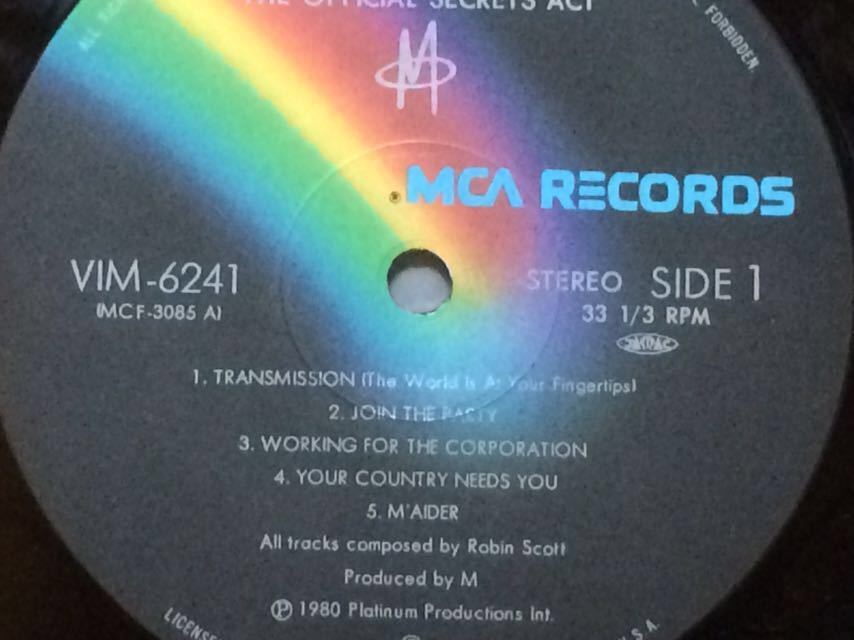 THE OFFICIAL SECRETS ACT
M
MCA RECORDS
VIM-6241
(MCF-3085 A)
STEREO SIDE 1
33 1/3 RPM
JASRAC
1. TRANSMISSION (The World Is At Your Fingertips)
2. JOIN THE PARTY
3. WORKING FOR THE CORPORATION
4. YOUR COUNTRY NEEDS YOU
5. M'AIDER
All tracks composed by Robin Scott
Produced by M
Ⓟ 1980 Platinum Productions Int.
FORBIDDEN.